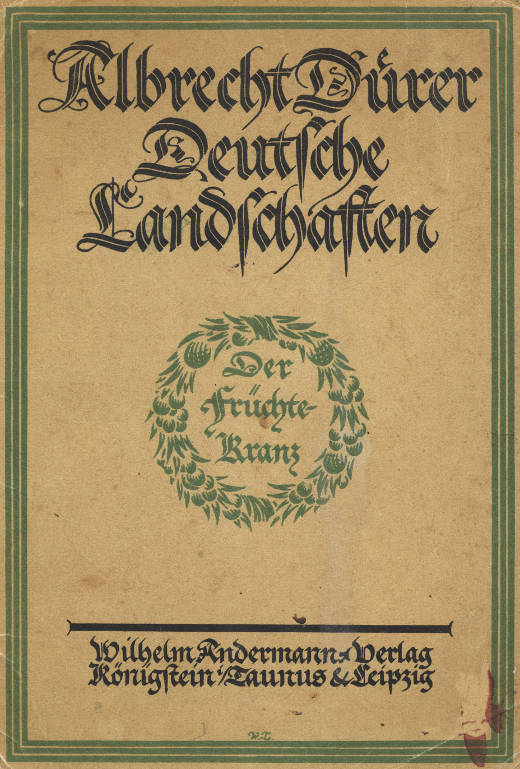 Albrecht Dürer
Deutsche
Landschaften
Der
Früchte-
Kranz
Wilhelm Andermann-Verlag
Königstein i/Taunus & Leipzig
W.T.